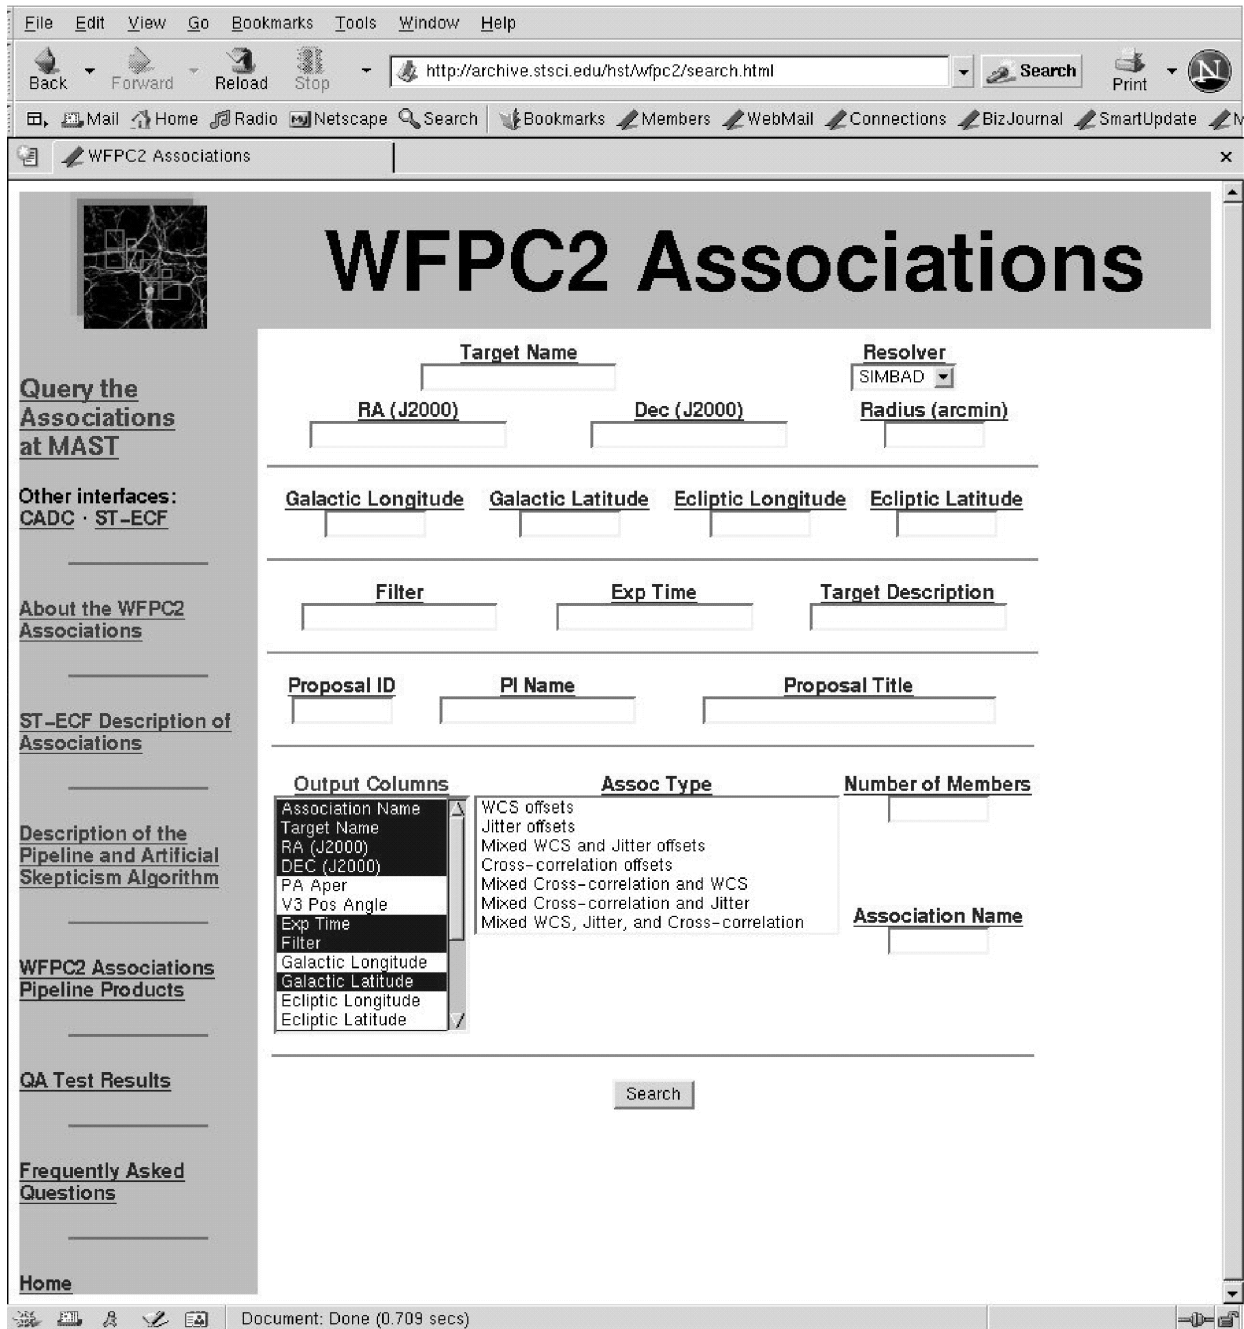 File Edit View Go Bookmarks Tools Window Help
Back Forward Reload Stop http://archive.stsci.edu/hst/wfpc2/search.html Search Print N
Mail Home Radio Netscape Search Bookmarks Members WebMail Connections BizJournal SmartUpdate
WFPC2 Associations
WFPC2 Associations
Query the
Associations
at MAST
Other interfaces:
CADC · ST-ECF
About the WFPC2
Associations
ST-ECF Description of
Associations
Description of the
Pipeline and Artificial
Skepticism Algorithm
WFPC2 Associations
Pipeline Products
QA Test Results
Frequently Asked
Questions
Home
Target Name Resolver
SIMBAD
RA (J2000) Dec (J2000) Radius (arcmin)
Galactic Longitude Galactic Latitude Ecliptic Longitude Ecliptic Latitude
Filter Exp Time Target Description
Proposal ID PI Name Proposal Title
Output Columns
Association Name
Target Name
RA (J2000)
DEC (J2000)
PA Aper
V3 Pos Angle
Exp Time
Filter
Galactic Longitude
Galactic Latitude
Ecliptic Longitude
Ecliptic Latitude
Assoc Type
WCS offsets
Jitter offsets
Mixed WCS and Jitter offsets
Cross-correlation offsets
Mixed Cross-correlation and WCS
Mixed Cross-correlation and Jitter
Mixed WCS, Jitter, and Cross-correlation
Number of Members
Association Name
Search
Document: Done (0.709 secs)